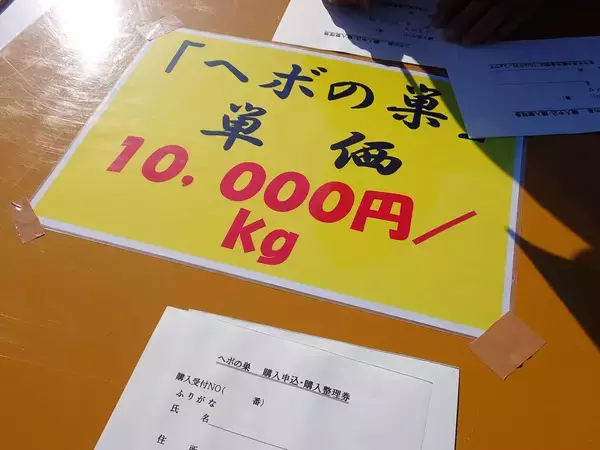 「ヘボの巣」
単価
10,000円/
kg
ヘボの巣 購入申込・購入整理券
購入受付NO( 番)
ふりがな
氏名
住所